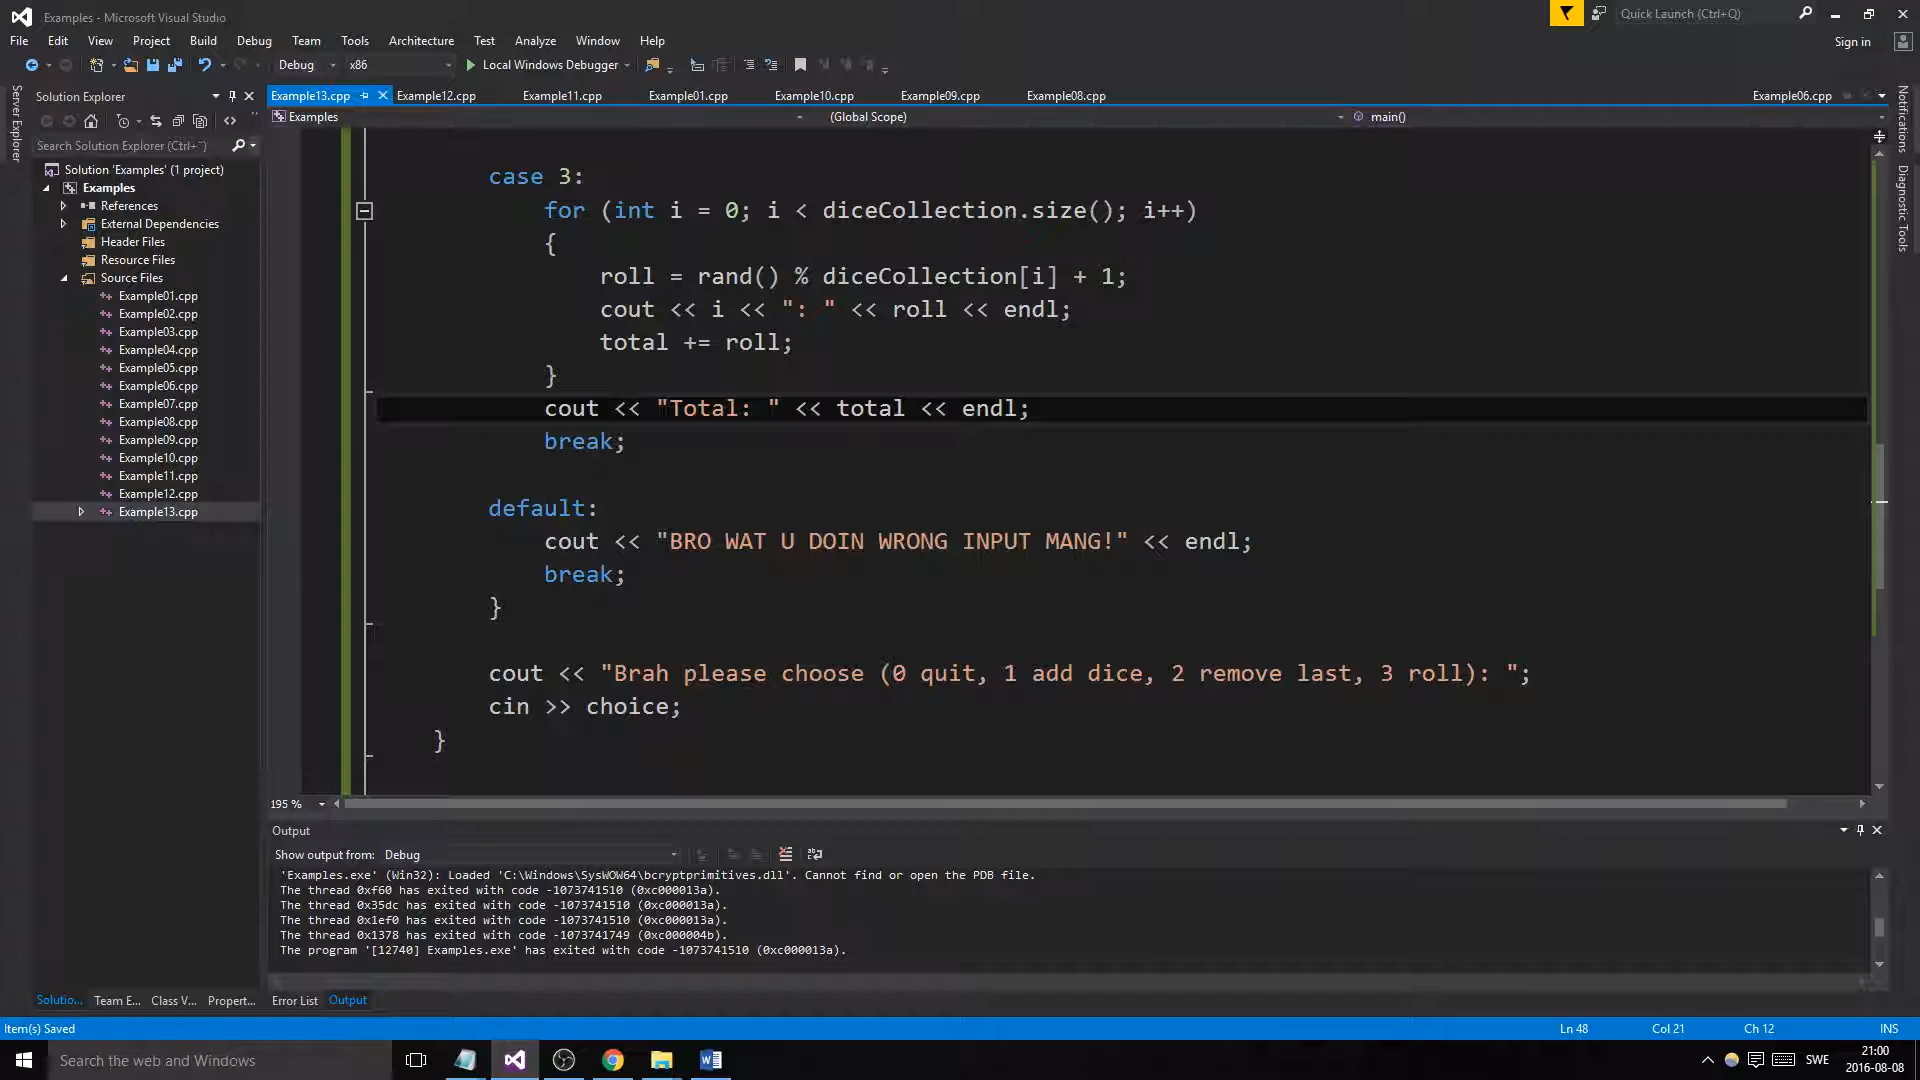 Examples - Microsoft Visual Studio
Quick Launch (Ctrl+Q)
File Edit View Project Build Debug Team Tools Architecture Test Analyze Window Help
Sign in
Debug x86 Local Windows Debugger
Server Explorer
Solution Explorer
Search Solution Explorer (Ctrl+¨)
Solution 'Examples' (1 project)
Examples
References
External Dependencies
Header Files
Resource Files
Source Files
Example01.cpp
Example02.cpp
Example03.cpp
Example04.cpp
Example05.cpp
Example06.cpp
Example07.cpp
Example08.cpp
Example09.cpp
Example10.cpp
Example11.cpp
Example12.cpp
Example13.cpp
Solutio... Team E... Class V... Propert...
Example13.cpp Example12.cpp Example11.cpp Example01.cpp Example10.cpp Example09.cpp Example08.cpp Example06.cpp
Examples (Global Scope) main()
case 3:
for (int i = 0; i < diceCollection.size(); i++)
{
roll = rand() % diceCollection[i] + 1;
cout << i << ": " << roll << endl;
total += roll;
}
cout << "Total: " << total << endl;
break;
default:
cout << "BRO WAT U DOIN WRONG INPUT MANG!" << endl;
break;
}
cout << "Brah please choose (0 quit, 1 add dice, 2 remove last, 3 roll): ";
cin >> choice;
}
195 %
Notifications
Diagnostic Tools
Output
Show output from: Debug
'Examples.exe' (Win32): Loaded 'C:\Windows\SysWOW64\bcryptprimitives.dll'. Cannot find or open the PDB file.
The thread 0xf60 has exited with code -1073741510 (0xc000013a).
The thread 0x35dc has exited with code -1073741510 (0xc000013a).
The thread 0x1ef0 has exited with code -1073741510 (0xc000013a).
The thread 0x1378 has exited with code -1073741749 (0xc000004b).
The program '[12740] Examples.exe' has exited with code -1073741510 (0xc000013a).
Error List Output
Item(s) Saved Ln 48 Col 21 Ch 12 INS
Search the web and Windows
SWE
21:00
2016-08-08